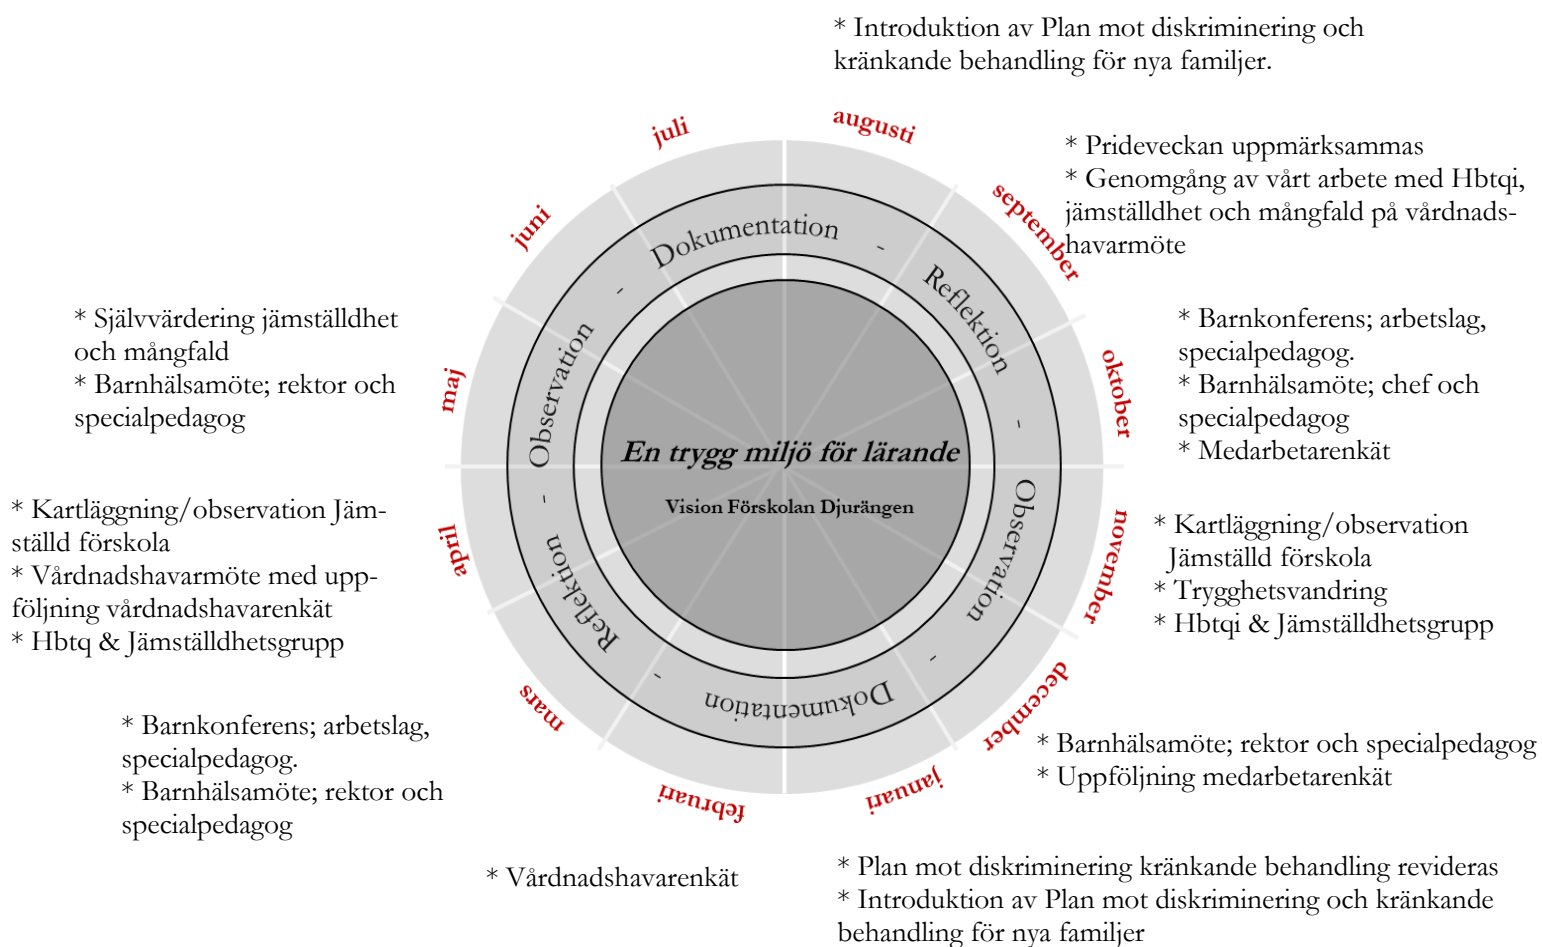 * Introduktion av Plan mot diskriminering och
kränkande behandling för nya familjer.
augusti
* Prideveckan uppmärksammas
* Genomgång av vårt arbete med Hbtqi,
jämställdhet och mångfald på vårdnads-
havarmöte
september
* Barnkonferens; arbetslag,
specialpedagog.
* Barnhälsamöte; chef och
specialpedagog
* Medarbetarenkät
oktober
* Kartläggning/observation
Jämställd förskola
* Trygghetsvandring
* Hbtqi & Jämställdhetsgrupp
november
december
* Barnhälsamöte; rektor och specialpedagog
* Uppföljning medarbetarenkät
januari
* Plan mot diskriminering kränkande behandling revideras
* Introduktion av Plan mot diskriminering och kränkande
behandling för nya familjer
februari
* Vårdnadshavarenkät
mars
* Barnkonferens; arbetslag,
specialpedagog.
* Barnhälsamöte; rektor och
specialpedagog
april
* Kartläggning/observation Jäm-
ställd förskola
* Vårdnadshavarmöte med upp-
följning vårdnadshavarenkät
* Hbtq & Jämställdhetsgrupp
maj
* Självvärdering jämställdhet
och mångfald
* Barnhälsamöte; rektor och
specialpedagog
juni
juli
Dokumentation - Reflektion - Observation - Dokumentation - Reflektion - Observation -
En trygg miljö för lärande
Vision Förskolan Djurängen